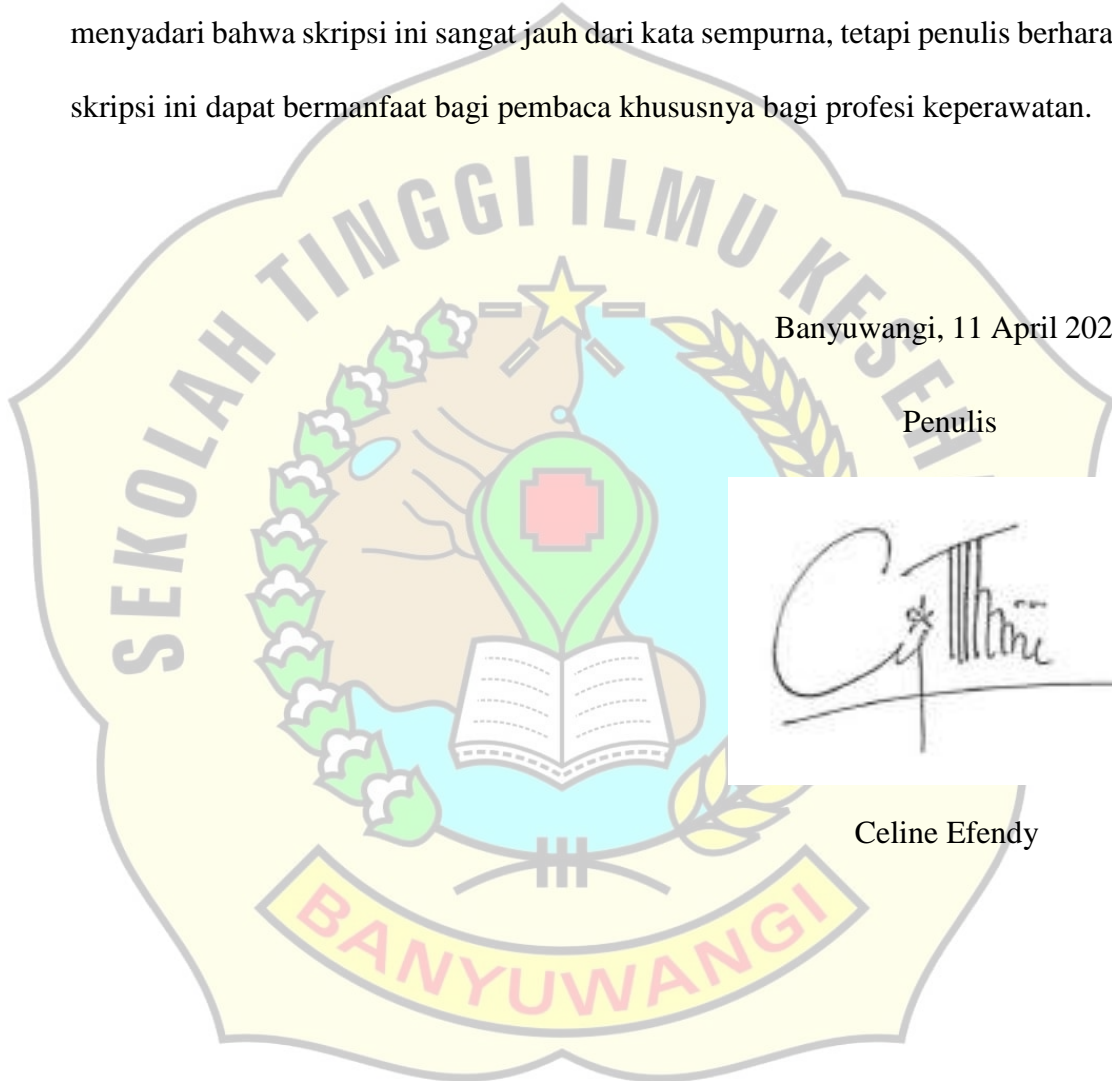 menyadari bahwa skripsi ini sangat jauh dari kata sempurna, tetapi penulis berhara
skripsi ini dapat bermanfaat bagi pembaca khususnya bagi profesi keperawatan.
SEKOLAH TINGGI ILMU KESEH
Banyuwangi, 11 April 202
Penulis
Celine Efendy
BANYUWANGI